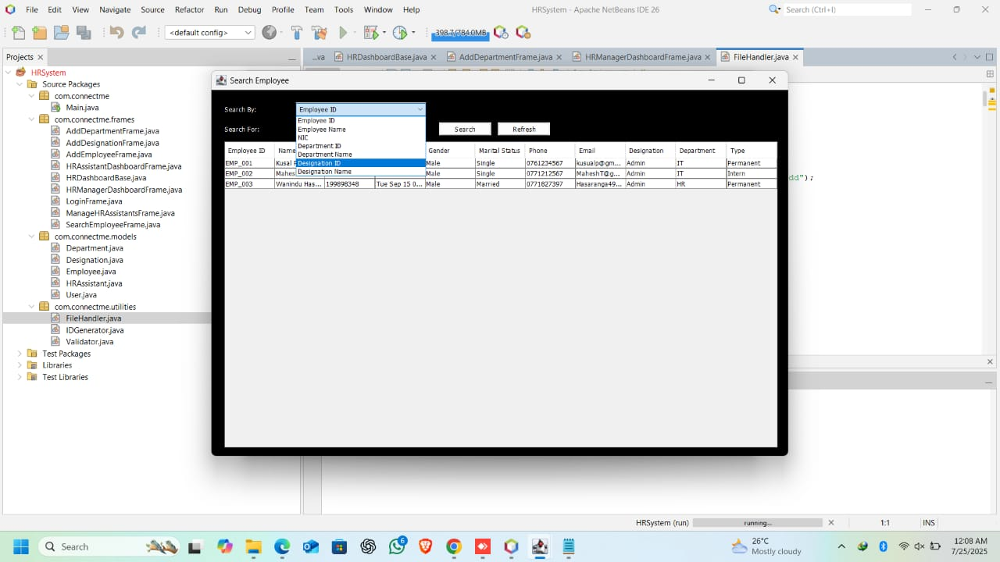 File Edit View Navigate Source Refactor Run Debug Profile Team Tools Window Help
HRSystem - Apache NetBeans IDE 26
Search (Ctrl+I)
<default config>
398.7/784.0MB
Projects
...va
HRDashboardBase.java
AddDepartmentFrame.java
HRManagerDashboardFrame.java
FileHandler.java
HRSystem
Source Packages
com.connectme
Main.java
com.connectme.frames
AddDepartmentFrame.java
AddDesignationFrame.java
AddEmployeeFrame.java
HRAssistantDashboardFrame.java
HRDashboardBase.java
HRManagerDashboardFrame.java
LoginFrame.java
ManageHRAssistantsFrame.java
SearchEmployeeFrame.java
com.connectme.models
Department.java
Designation.java
Employee.java
HRAssistant.java
User.java
com.connectme.utilities
FileHandler.java
IDGenerator.java
Validator.java
Test Packages
Libraries
Test Libraries
Search Employee
Search By: Employee ID
Employee ID
Employee Name
NIC
Department ID
Department Name
Designation ID
Designation Name
Search For:
Search
Refresh
Employee ID Name Gender Marital Status Phone Email Designation Department Type
EMP_001 Kusal Male Single 0761234567 kusualp@gm... Admin IT Permanent
EMP_002 Mahes Male Single 0771212567 MaheshT@g... Admin IT Intern
EMP_003 Wanindu Has... 199898348 Tue Sep 15 0... Male Married 0771827397 Hasaranga49... Admin HR Permanent
dd");
HRSystem (run) running... 1:1 INS
Search
6
26°C
Mostly cloudy
12:08 AM
7/25/2025